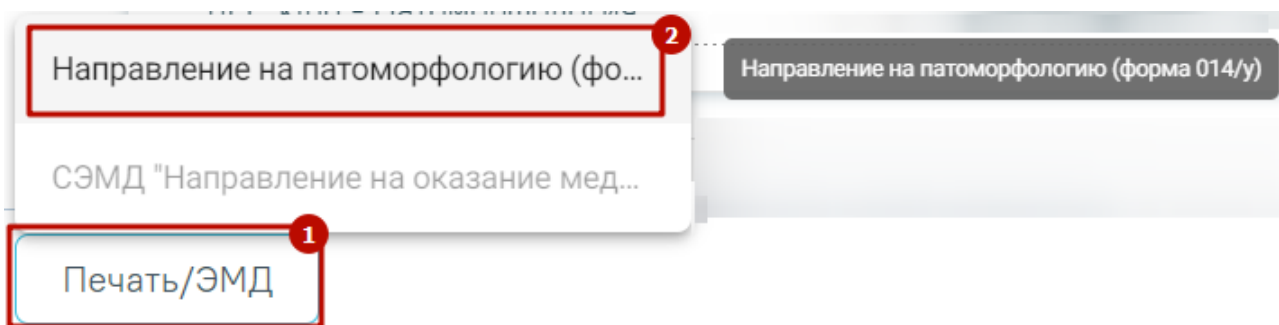 2
Направление на патоморфологию (фо...
Направление на патоморфологию (форма 014/у)
СЭМД "Направление на оказание мед...
1
Печать/ЭМД